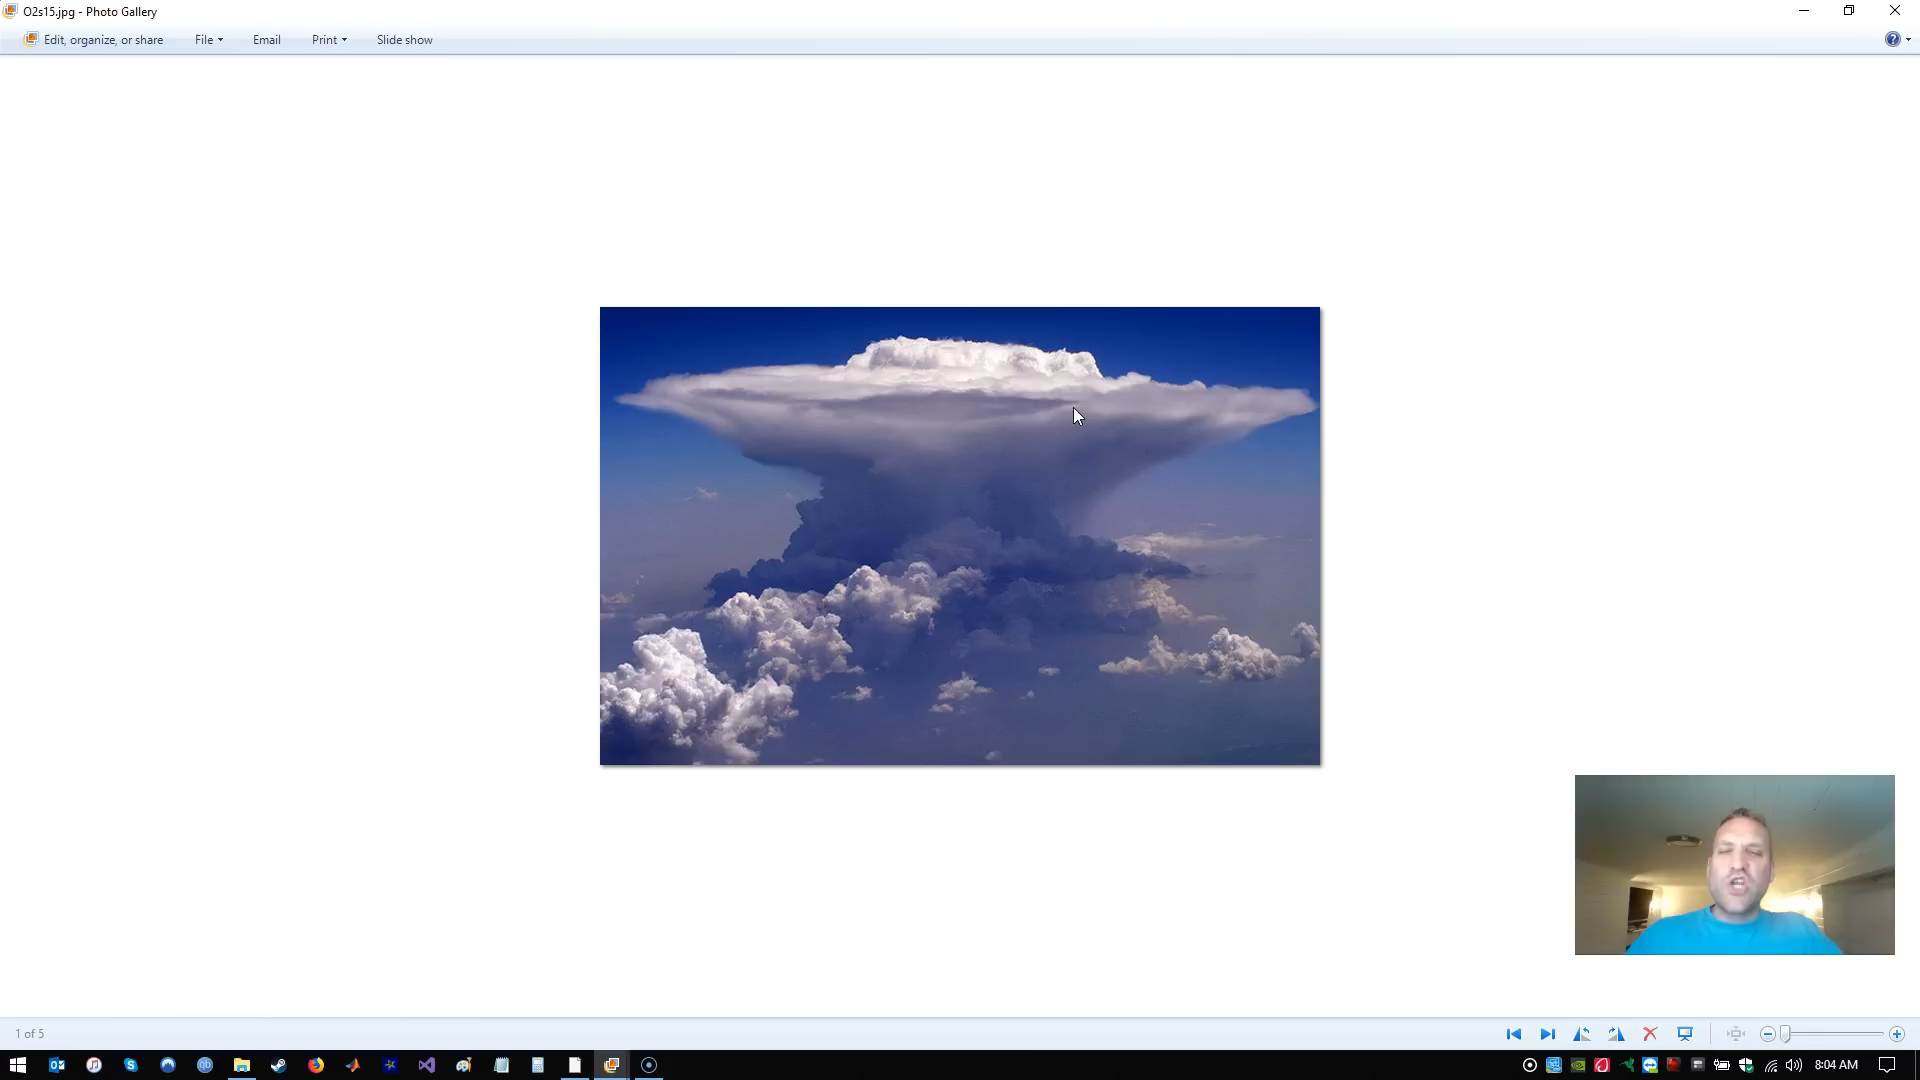 O2s15.jpg - Photo Gallery
Edit, organize, or share File Email Print Slide show
1 of 5
8:04 AM